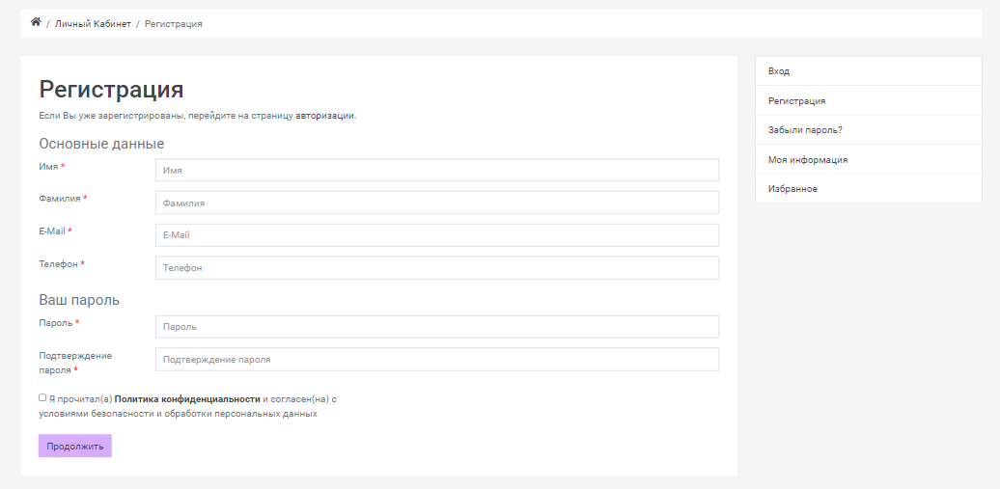 / Личный Кабинет / Регистрация
Регистрация
Если Вы уже зарегистрированы, перейдите на страницу авторизации.
Основные данные
Имя *
Имя
Фамилия *
Фамилия
E-Mail *
E-Mail
Телефон *
Телефон
Ваш пароль
Пароль *
Пароль
Подтверждение
пароля *
Подтверждение пароля
Я прочитал(а) Политика конфиденциальности и согласен(на) с
условиями безопасности и обработки персональных данных
Продолжить
Вход
Регистрация
Забыли пароль?
Моя информация
Избранное